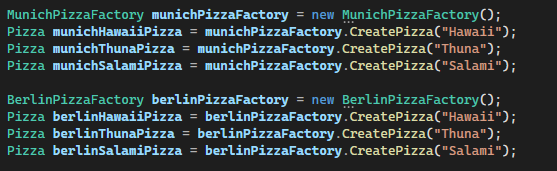 MunichPizzaFactory munichPizzaFactory = new MunichPizzaFactory();
Pizza munichHawaiiPizza = munichPizzaFactory.CreatePizza("Hawaii");
Pizza munichThunaPizza = munichPizzaFactory.CreatePizza("Thuna");
Pizza munichSalamiPizza = munichPizzaFactory.CreatePizza("Salami");

BerlinPizzaFactory berlinPizzaFactory = new BerlinPizzaFactory();
Pizza berlinHawaiiPizza = berlinPizzaFactory.CreatePizza("Hawaii");
Pizza berlinThunaPizza = berlinPizzaFactory.CreatePizza("Thuna");
Pizza berlinSalamiPizza = berlinPizzaFactory.CreatePizza("Salami");